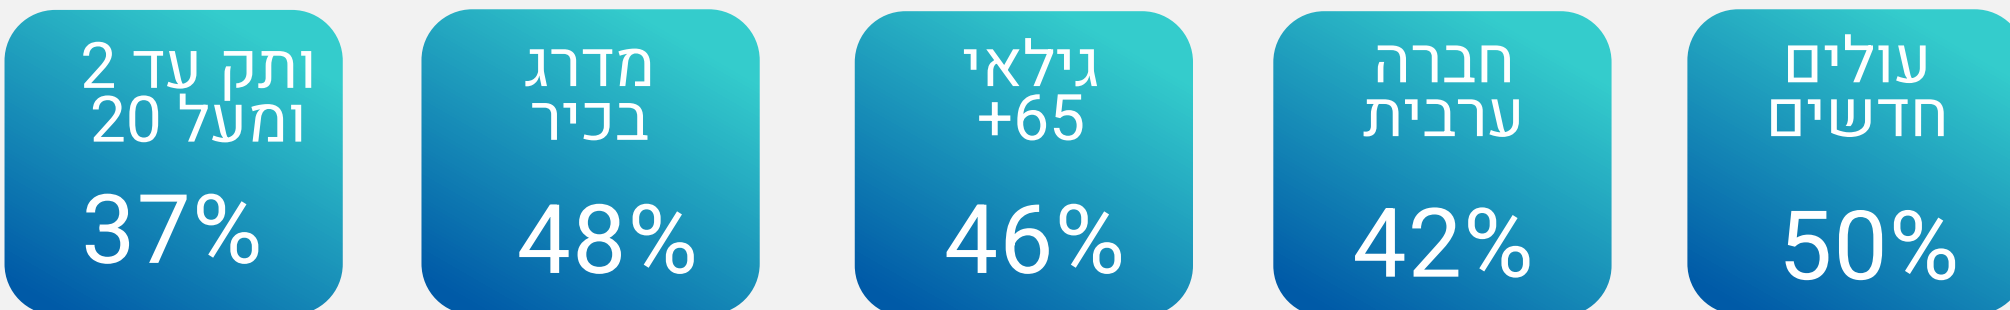 עולים
חדשים
50%
חברה
ערבית
42%
גילאי
65+
46%
מדרג
בכיר
48%
ותק עד 2
ומעל 20
37%